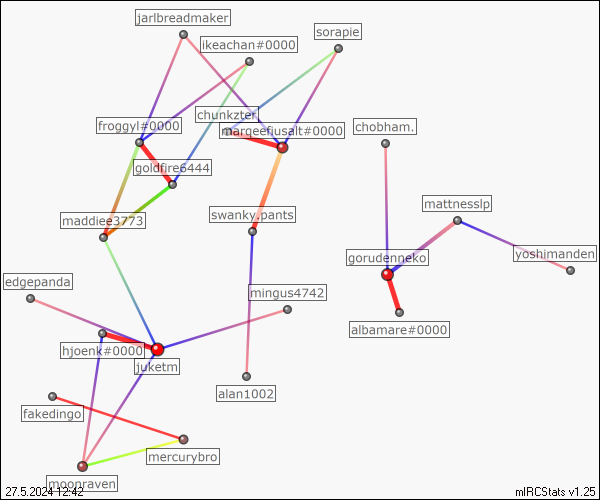 jarlbreadmaker
sorapie
ikeachan#0000
chunkzter
froggyl#0000
marqeefjusalt#0000
chobham.
goldfire6444
mattnesslp
maddiee3773
swanky.pants
yoshimanden
gorudenneko
edgepanda
mingus4742
hjoenk#0000
albamare#0000
juketm
alan1002
fakedingo
mercurybro
moonraven
27.5.2024 12:42
mIRCStats v1.25